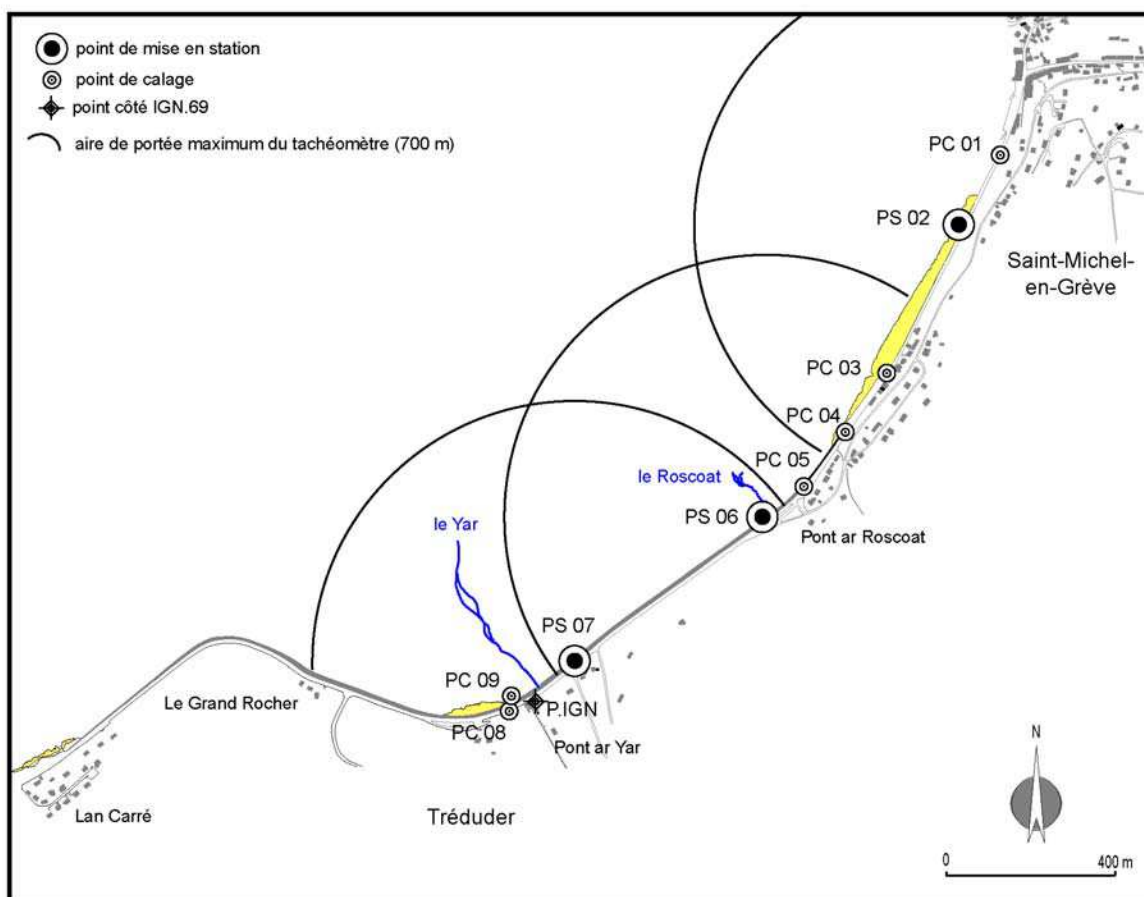 point de mise en station
point de calage
point côté IGN.69
aire de portée maximum du tachéomètre (700 m)
PC 01
PS 02
Saint-Michel-
en-Grève
PC 03
PC 04
PC 05
le Roscoat
PS 06
Pont ar Roscoat
le Yar
PS 07
PC 09
Le Grand Rocher
P.IGN
PC 08
Pont ar Yar
Lan Carré
Tréduder
N
0
400 m